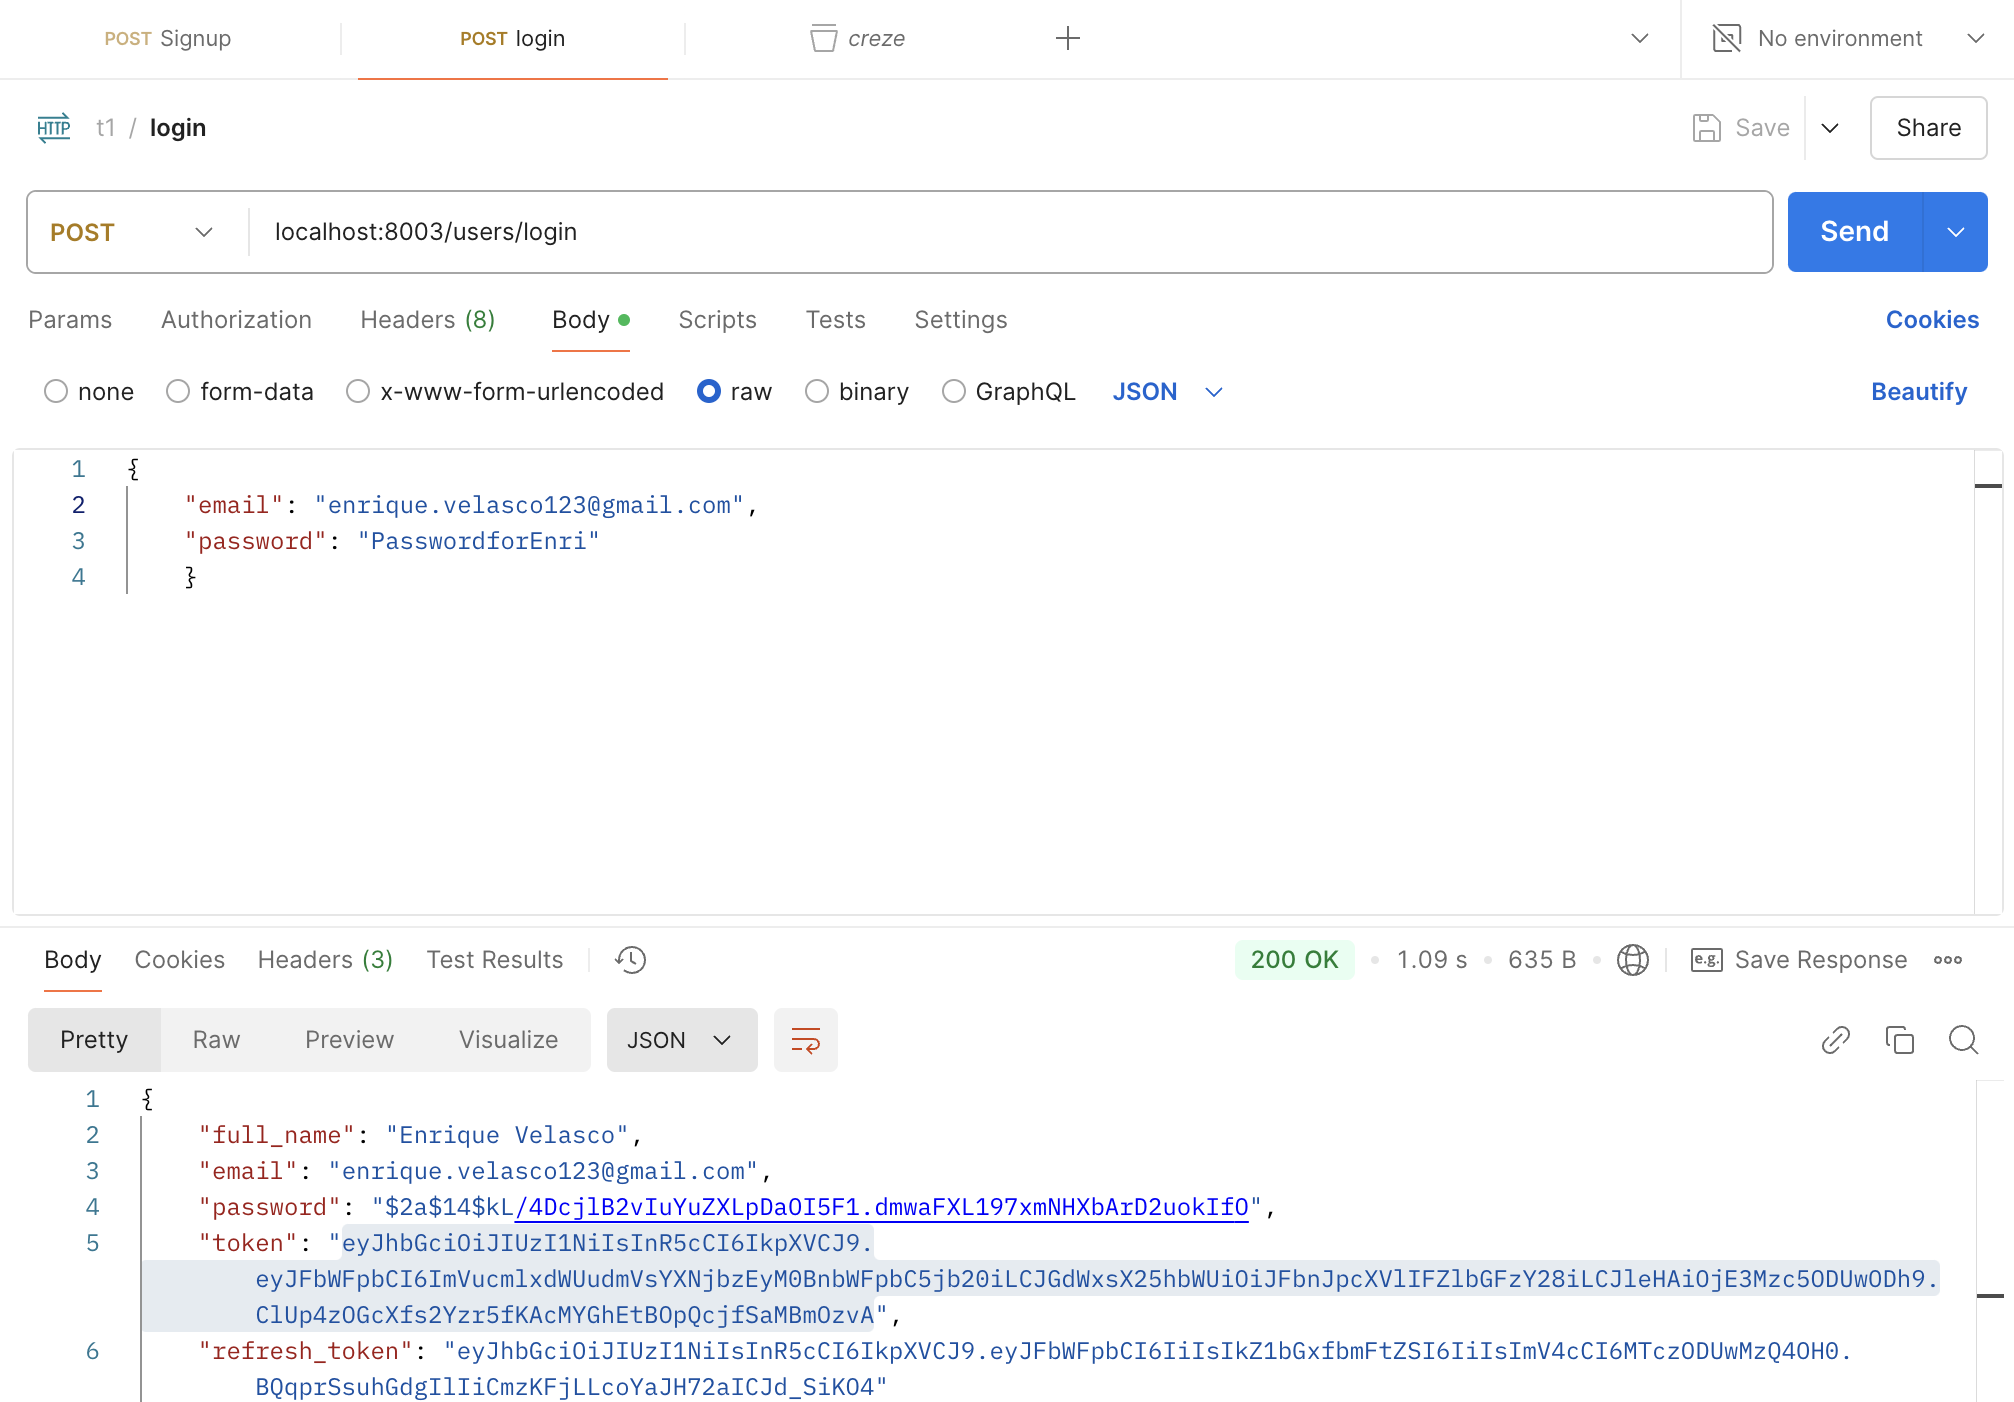 POST Signup
POST login
creze
No environment
HTTP t1 / login
Save
Share
POST
localhost:8003/users/login
Send
Params Authorization Headers (8) Body Scripts Tests Settings Cookies
none form-data x-www-form-urlencoded raw binary GraphQL JSON Beautify
1 {
2 "email": "enrique.velasco123@gmail.com",
3 "password": "PasswordforEnri"
4 }
Body Cookies Headers (3) Test Results
200 OK • 1.09 s • 635 B • e.g. Save Response
Pretty Raw Preview Visualize JSON
1 {
2 "full_name": "Enrique Velasco",
3 "email": "enrique.velasco123@gmail.com",
4 "password": "$2a$14$kL/4DcjlB2vIuYuZXLpDaOI5F1.dmwaFXL197xmNHXbArD2uokIfO",
5 "token": "eyJhbGciOiJIUzI1NiIsInR5cCI6IkpXVCJ9.
eyJFbWFpbCI6ImVucmlxdWUudmVsYXNjbzEyM0BnbWFpbC5jb20iLCJGdWxsX25hbWUiOiJFbnJpcXVlIFZlbGFzY28iLCJleHAiOjE3Mzc5ODUwODh9.
ClUp4zOGcXfs2Yzr5fKAcMYGhEtBOpQcjfSaMBmOzvA",
6 "refresh_token": "eyJhbGciOiJIUzI1NiIsInR5cCI6IkpXVCJ9.eyJFbWFpbCI6IiIsIkZ1bGxfbmFtZSI6IiIsImV4cCI6MTczODUwMzQ4OH0.
BQqprSsuhGdgIlIiCmzKFjLLcoYaJH72aICJd_SiKO4"